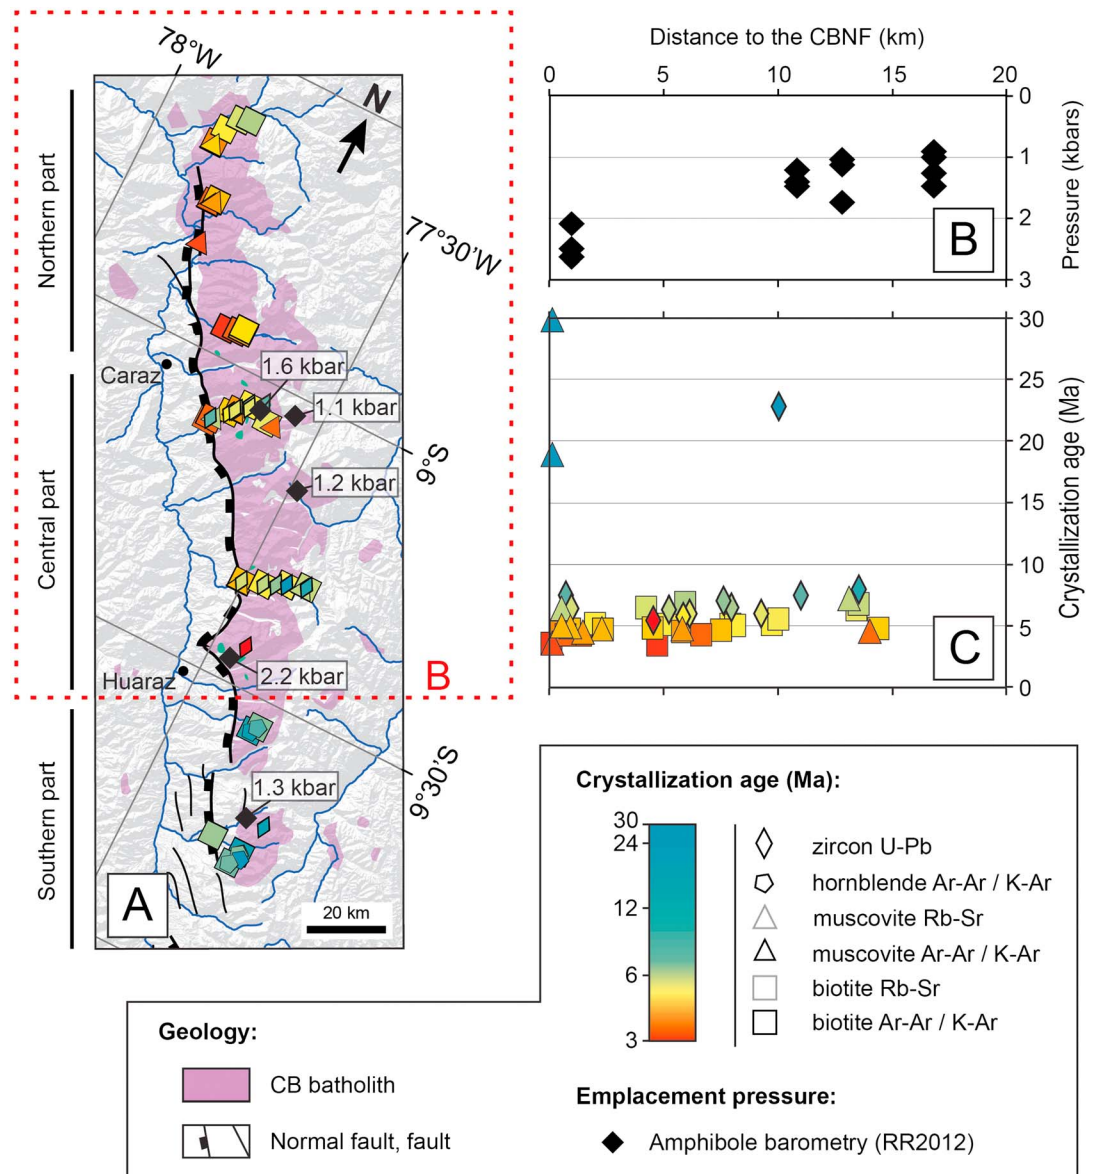 78°W
N
77°30'W
Northern part
Caraz
1.6 kbar
1.1 kbar
9°S
1.2 kbar
Central part
Huaraz
2.2 kbar
B
9°30'S
1.3 kbar
Southern part
A
20 km
Distance to the CBNF (km)
0 5 10 15 20
0
1
2
3
Pressure (kbars)
B
30
25
20
15
10
5
0
Crystallization age (Ma)
C
0 5 10 15 20
Crystallization age (Ma):
30
24
12
6
3
zircon U-Pb
hornblende Ar-Ar / K-Ar
muscovite Rb-Sr
muscovite Ar-Ar / K-Ar
biotite Rb-Sr
biotite Ar-Ar / K-Ar
Geology:
CB batholith
Normal fault, fault
Emplacement pressure:
Amphibole barometry (RR2012)